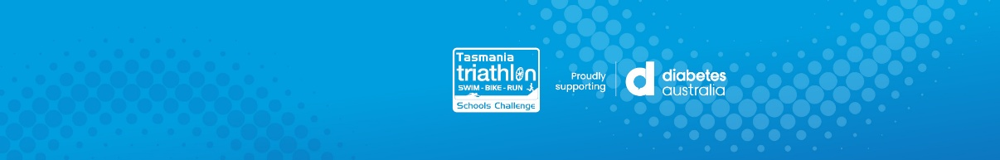 Tasmania
triathlon
SWIM - BIKE - RUN
Schools Challenge
Proudly
supporting
d
diabetes
australia